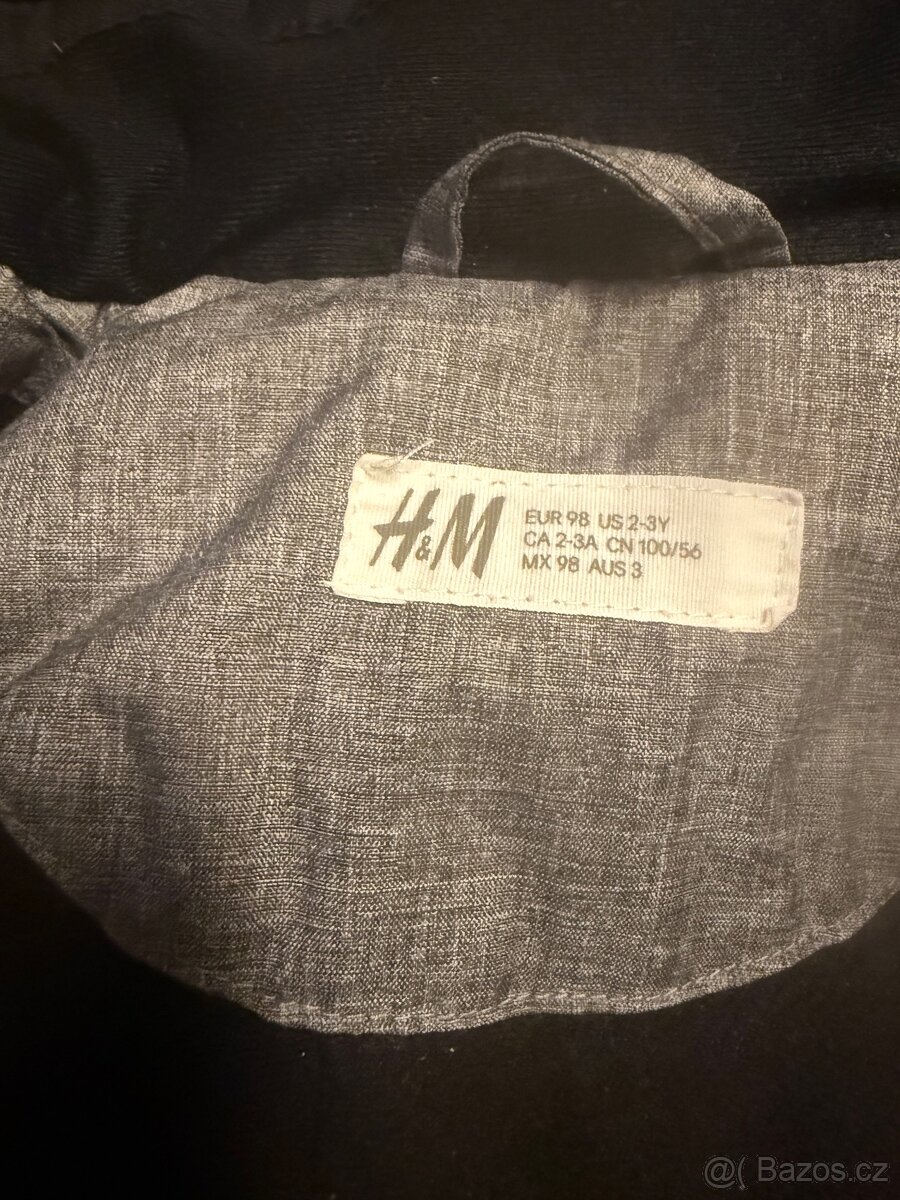 H&M
EUR 98 US 2-3Y
CA 2-3A CN 100/56
MX 98 AUS 3
@( Bazos.cz